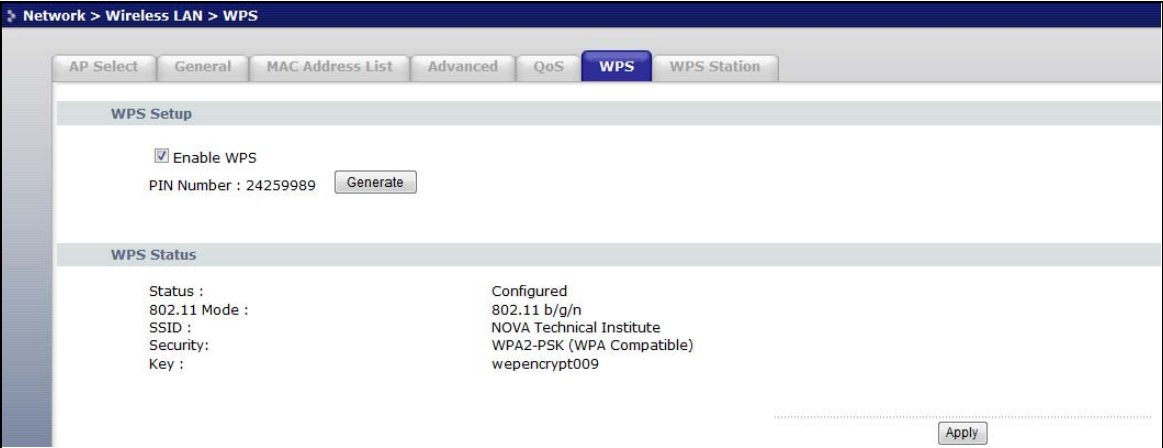 Network > Wireless LAN > WPS
AP Select General MAC Address List Advanced QoS WPS WPS Station
WPS Setup
Enable WPS
PIN Number : 24259989 Generate
WPS Status
Status : Configured
802.11 Mode : 802.11 b/g/n
SSID : NOVA Technical Institute
Security: WPA2-PSK (WPA Compatible)
Key : wepencrypt009
Apply